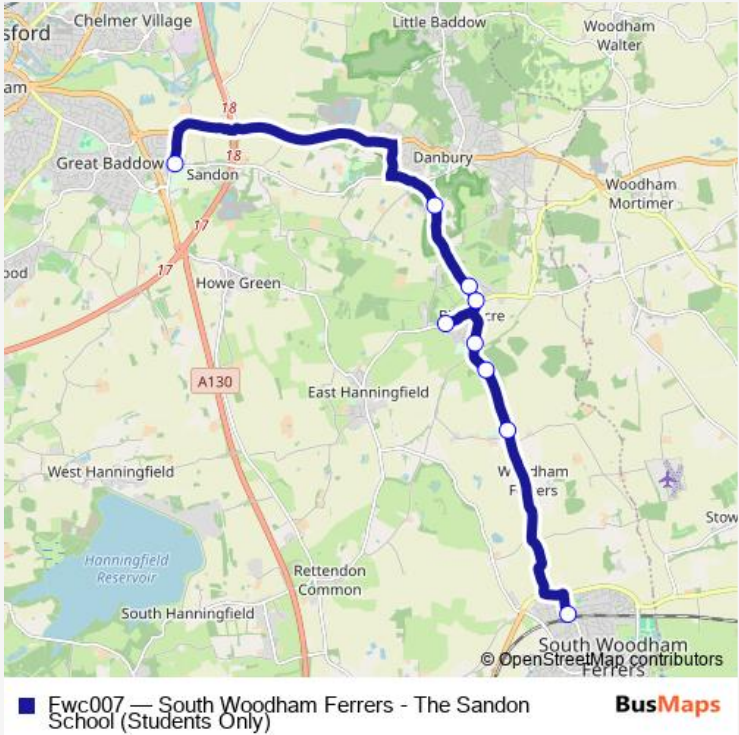 Chelmer Village
Little Baddow
Woodham
Walter
sford
am
18
18
Great Baddow
Sandon
Danbury
Woodham
Mortimer
17
17
ood
Howe Green
cre
A130
East Hanningfield
West Hanningfield
Stow
Hanningfield
Reservoir
Rettendon
Common
South Hanningfield
South Woodham
Ferrers
© OpenStreetMap contributors
Fwc007 — South Woodham Ferrers - The Sandon
School (Students Only)
BusMaps